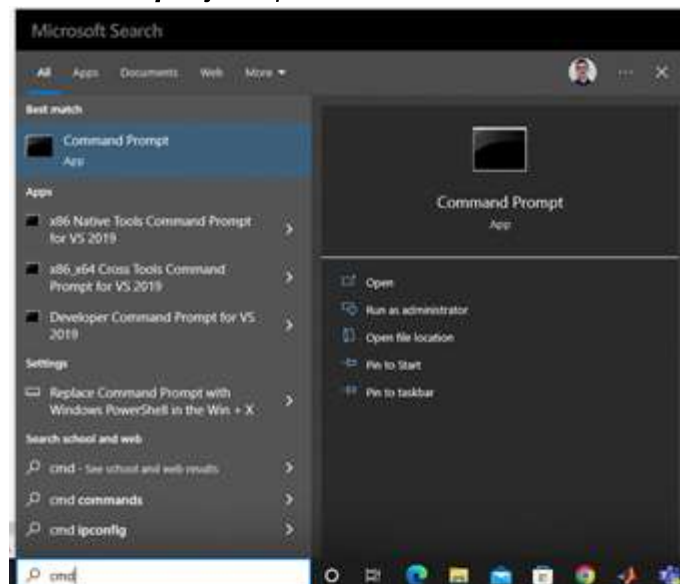 Microsoft Search
All Apps Documents Web More
Best match
Command Prompt
App
Apps
x86 Native Tools Command Prompt
for VS 2019
x86_x64 Cross Tools Command
Prompt for VS 2019
Developer Command Prompt for VS
2019
Settings
Replace Command Prompt with
Windows PowerShell in the Win + X
Search school and web
cmd - See school and web results
cmd commands
cmd ipconfig
cmd
Command Prompt
App
Open
Run as administrator
Open file location
Pin to Start
Pin to taskbar